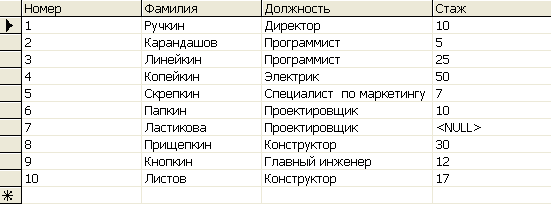 Номер Фамилия Должность Стаж
1 Ручкин Директор 10
2 Карандашов Программист 5
3 Линейкин Программист 25
4 Копейкин Электрик 50
5 Скрепкин Специалист по маркетингу 7
6 Папкин Проектировщик 10
7 Ластикова Проектировщик <NULL>
8 Прищепкин Конструктор 30
9 Кнопкин Главный инженер 12
10 Листов Конструктор 17